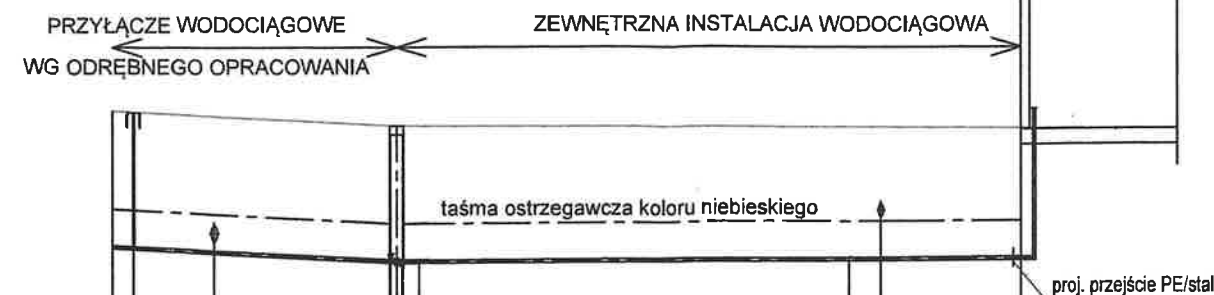 PRZYŁĄCZE WODOCIĄGOWE
ZEWNĘTRZNA INSTALACJA WODOCIĄGOWA
WG ODRĘBNEGO OPRACOWANIA
taśma ostrzegawcza koloru niebieskiego
proj. przejście PE/stal